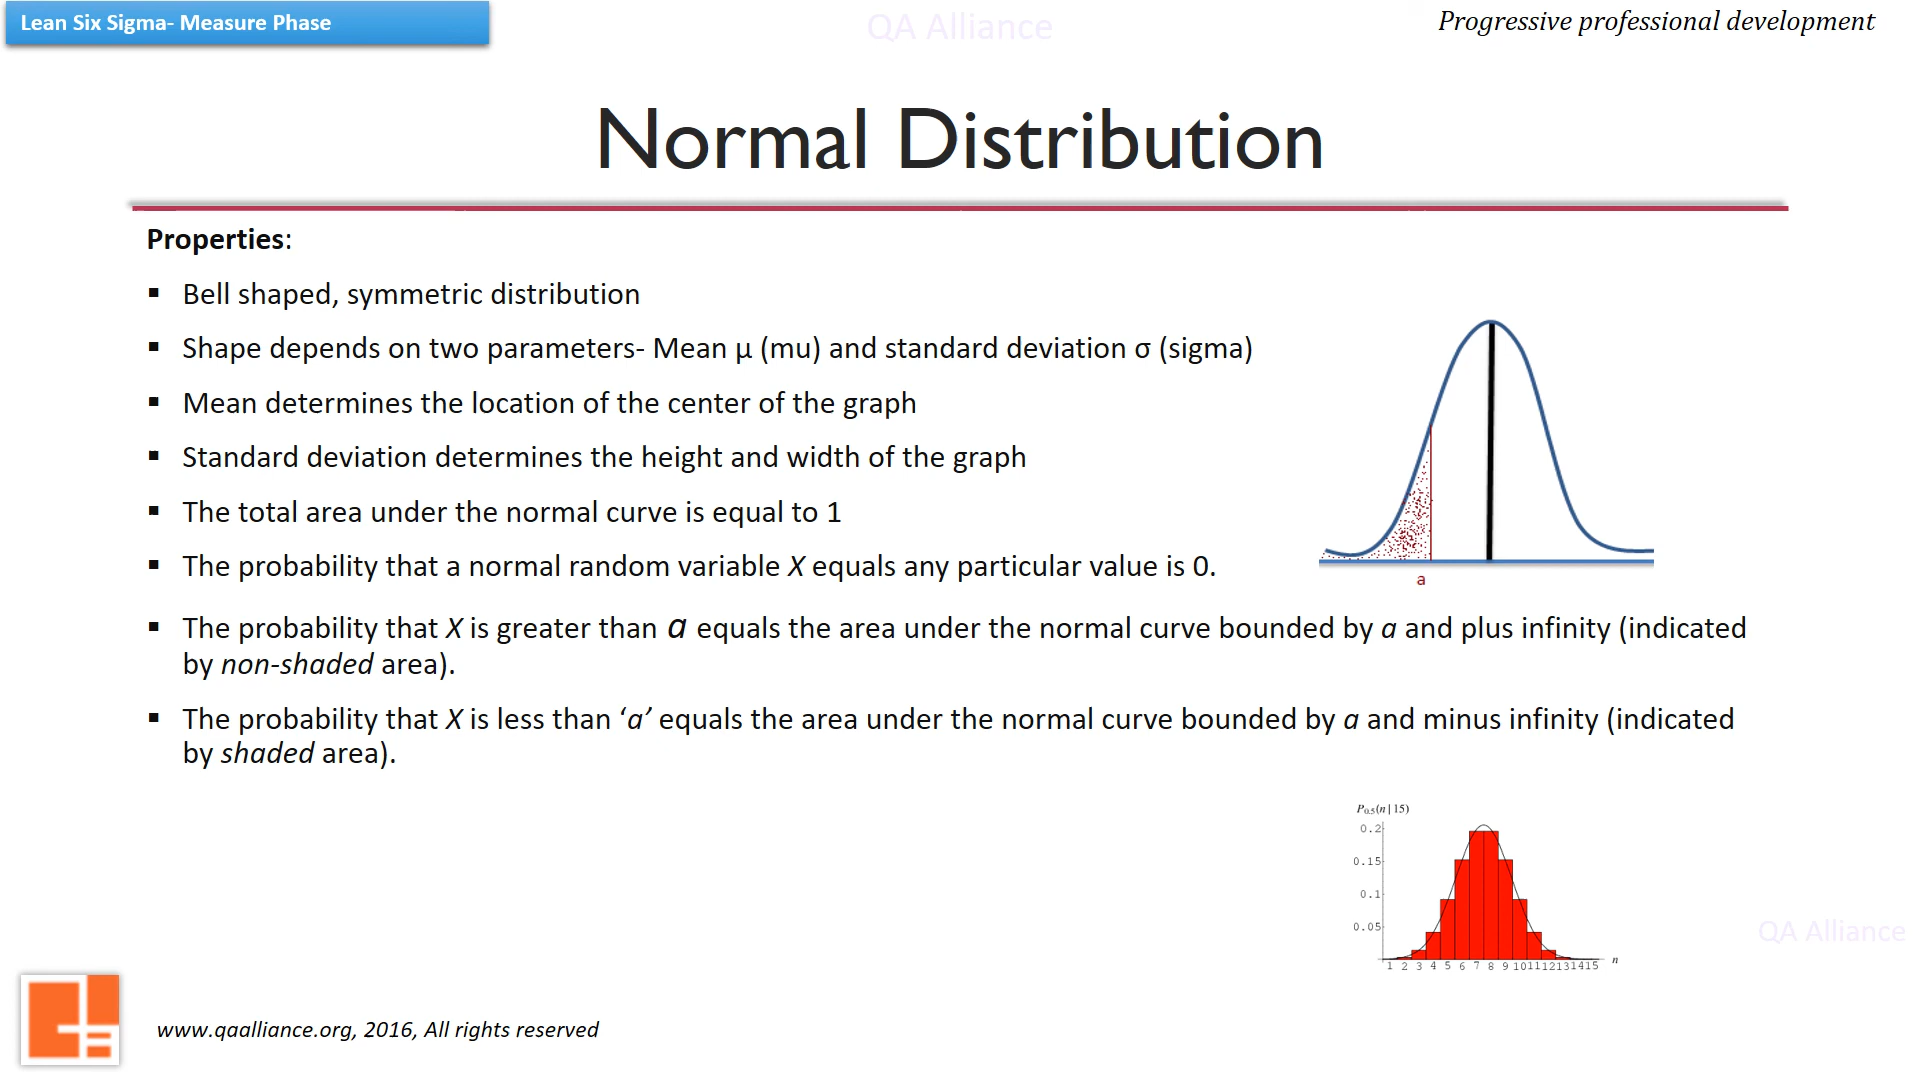 Lean Six Sigma- Measure Phase
QA Alliance
Progressive professional development
Normal Distribution
Properties:
▪ Bell shaped, symmetric distribution
▪ Shape depends on two parameters- Mean µ (mu) and standard deviation σ (sigma)
▪ Mean determines the location of the center of the graph
▪ Standard deviation determines the height and width of the graph
▪ The total area under the normal curve is equal to 1
▪ The probability that a normal random variable X equals any particular value is 0.
a
▪ The probability that X is greater than a equals the area under the normal curve bounded by a and plus infinity (indicated
by non-shaded area).
▪ The probability that X is less than ‘a’ equals the area under the normal curve bounded by a and minus infinity (indicated
by shaded area).
P0.5(n|15)
0.2
0.15
0.1
0.05
1 2 3 4 5 6 7 8 9 10 11 12 13 14 15 n
QA Alliance
www.qaalliance.org, 2016, All rights reserved